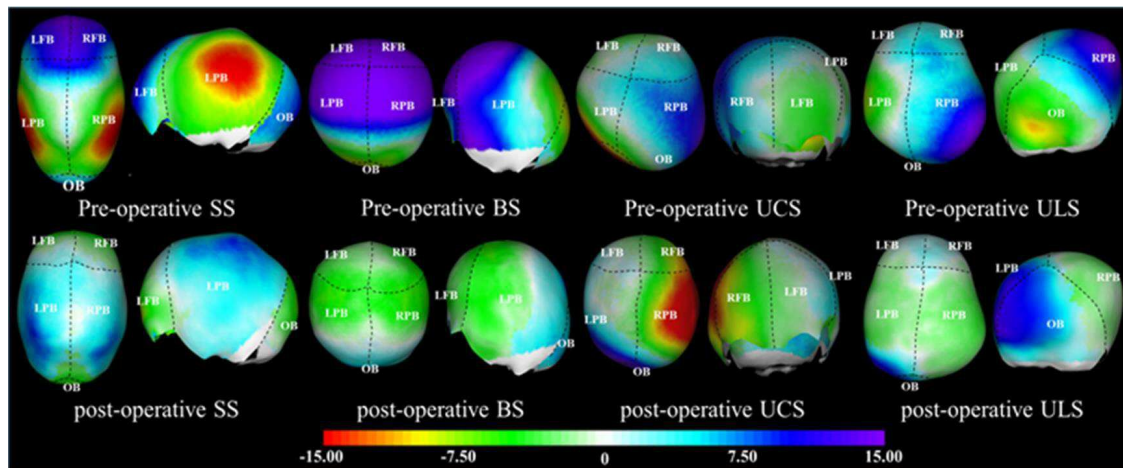 LFB RFB LPB RPB OB
LFB LPB OB
LFB RFB LPB RPB OB
LFB LPB
LFB RFB LPB RPB OB
RFB LFB LPB
LFB RPB OB
LPB OB RPB
Pre-operative SS
Pre-operative BS
Pre-operative UCS
Pre-operative ULS
LFB RFB LPB RPB OB
LFB LPB OB
LFB RFB LPB RPB OB
LFB LPB OB
LFB RFB LPB RPB OB
RFB LFB LPB
LFB RFB LPB RPB OB
OB RPB
post-operative SS
post-operative BS
post-operative UCS
post-operative ULS
-15.00 -7.50 0 7.50 15.00